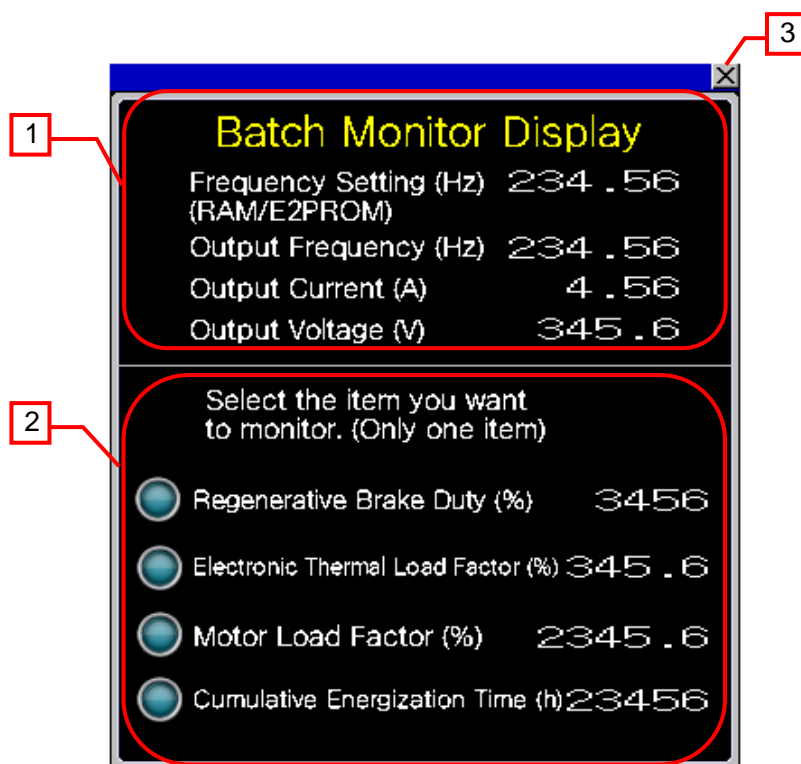 3
1
Batch Monitor Display
Frequency Setting (Hz) 234.56
(RAM/E2PROM)
Output Frequency (Hz) 234.56
Output Current (A) 4.56
Output Voltage (V) 345.6
2
Select the item you want
to monitor. (Only one item)
Regenerative Brake Duty (%) 3456
Electronic Thermal Load Factor (%) 345.6
Motor Load Factor (%) 2345.6
Cumulative Energization Time (h) 23456